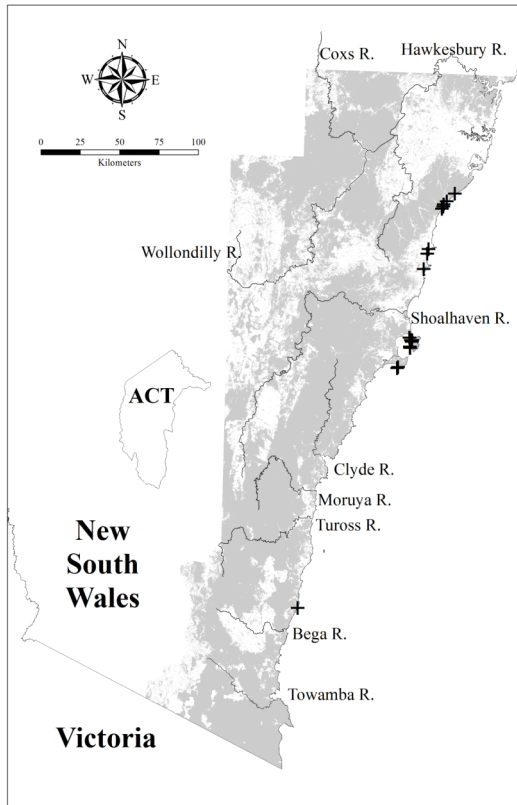 Coxs R.
Hawkesbury R.
N
W
E
S
0 25 50 75 100
Kilometers
Wollondilly R.
Shoalhaven R.
ACT
Clyde R.
Moruya R.
Tuross R.
New
South
Wales
Bega R.
Towamba R.
Victoria